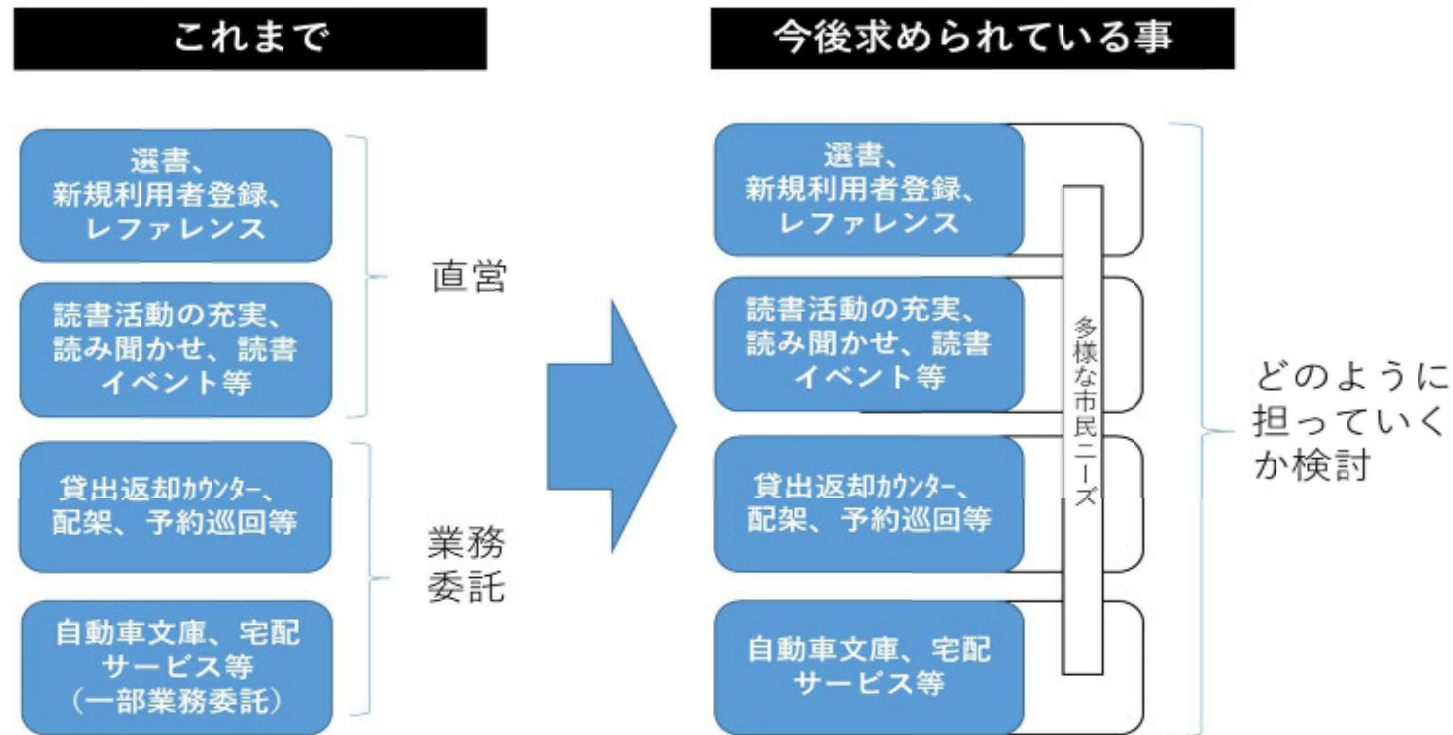 これまで
選書、
新規利用者登録、
レファレンス
読書活動の充実、
読み聞かせ、読書
イベント等
直営
貸出返却ｶｳﾝﾀｰ、
配架、予約巡回等
自動車文庫、宅配
サービス等
（一部業務委託）
業務
委託
今後求められている事
選書、
新規利用者登録、
レファレンス
読書活動の充実、
読み聞かせ、読書
イベント等
貸出返却ｶｳﾝﾀｰ、
配架、予約巡回等
自動車文庫、宅配
サービス等
多様な市民ニーズ
どのように
担っていく
か検討